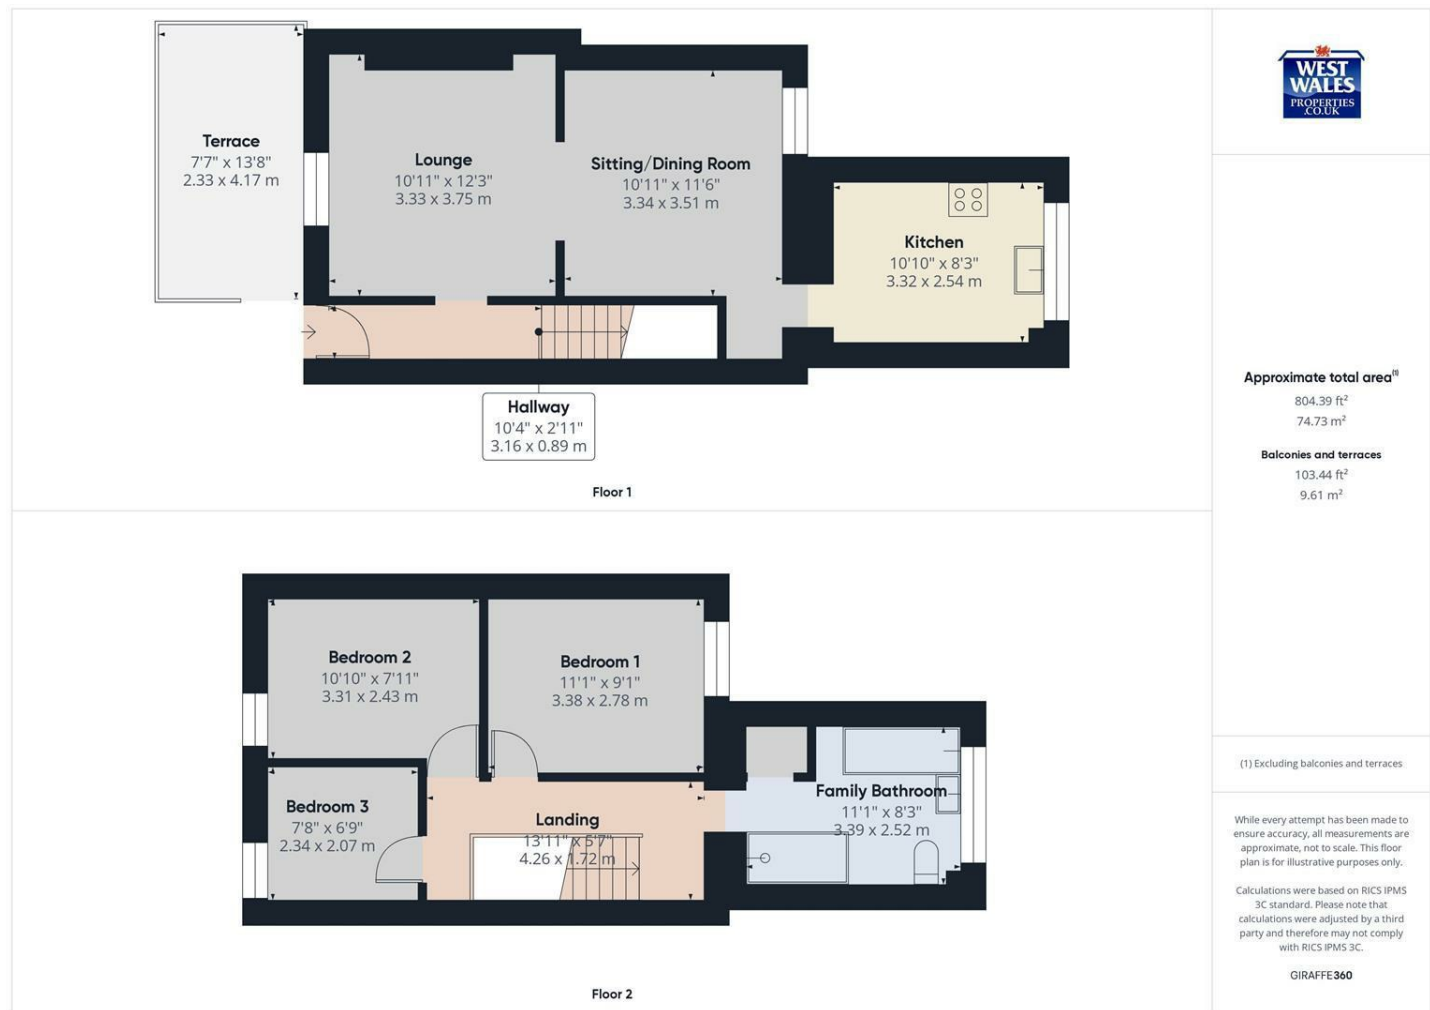 Terrace
7'7" x 13'8"
2.33 x 4.17 m
Lounge
10'11" x 12'3"
3.33 x 3.75 m
Sitting/Dining Room
10'11" x 11'6"
3.34 x 3.51 m
Kitchen
10'10" x 8'3"
3.32 x 2.54 m
Hallway
10'4" x 2'11"
3.16 x 0.89 m
Floor 1
Bedroom 2
10'10" x 7'11"
3.31 x 2.43 m
Bedroom 1
11'1" x 9'1"
3.38 x 2.78 m
Bedroom 3
7'8" x 6'9"
2.34 x 2.07 m
Landing
13'11" x 5'7"
4.26 x 1.72 m
Family Bathroom
11'1" x 8'3"
3.39 x 2.52 m
Floor 2
WEST
WALES
PROPERTIES
.CO.UK
Approximate total area(1)
804.39 ft²
74.73 m²
Balconies and terraces
103.44 ft²
9.61 m²
(1) Excluding balconies and terraces
While every attempt has been made to
ensure accuracy, all measurements are
approximate, not to scale. This floor
plan is for illustrative purposes only.
Calculations were based on RICS IPMS
3C standard. Please note that
calculations were adjusted by a third
party and therefore may not comply
with RICS IPMS 3C.
GIRAFFE360